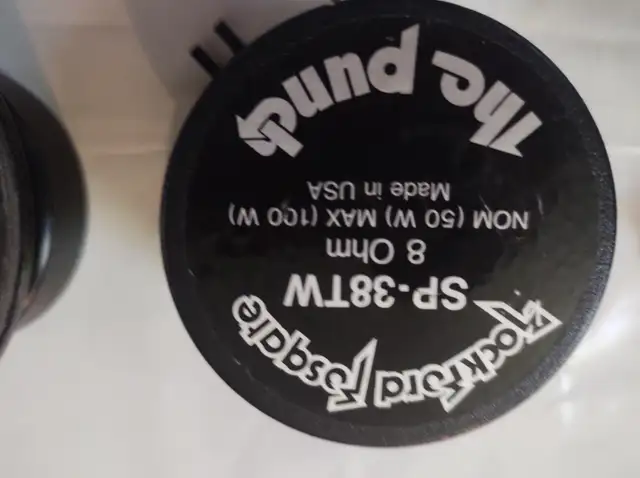 Rockford Fosgate
SP-38TW
8 Ohm
NOM (50 W) MAX (100 W)
Made in USA
The punch